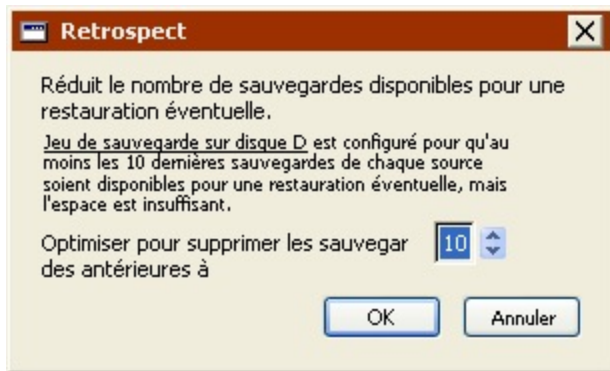 Retrospect
Réduit le nombre de sauvegardes disponibles pour une
restauration éventuelle.
Jeu de sauvegarde sur disque D est configuré pour qu'au
moins les 10 dernières sauvegardes de chaque source
soient disponibles pour une restauration éventuelle, mais
l'espace est insuffisant.
Optimiser pour supprimer les sauvegar 10
des antérieures à
OK Annuler